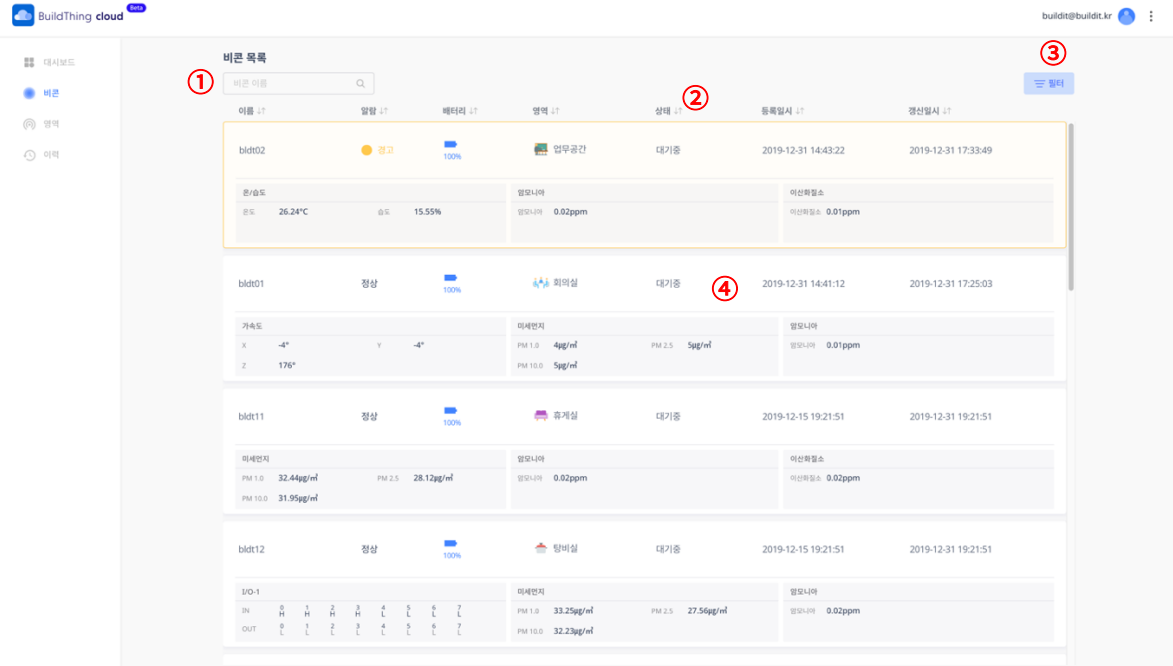 BuildThing cloud Beta
buildit@buildit.kr
대시보드
비콘
영역
이력
비콘 목록
③
①
비콘 이름
필터
②
이름 알람 배터리 영역 상태 등록일시 갱신일시
bldt02 경고 100% 업무공간 대기중 2019-12-31 14:43:22 2019-12-31 17:33:49
온/습도 암모니아 이산화질소
온도 26.24°C 습도 15.55% 암모니아 0.02ppm 이산화질소 0.01ppm
bldt01 정상 100% 회의실 대기중 ④ 2019-12-31 14:41:12 2019-12-31 17:25:03
가속도 미세먼지 암모니아
X -4° Y -4° PM 1.0 4μg/㎥ PM 2.5 5μg/㎥ 암모니아 0.01ppm
Z 176° PM 10.0 5μg/㎥
bldt11 정상 100% 휴게실 대기중 2019-12-15 19:21:51 2019-12-31 19:21:51
미세먼지 암모니아 이산화질소
PM 1.0 32.44μg/㎥ PM 2.5 28.12μg/㎥ 암모니아 0.02ppm 이산화질소 0.02ppm
PM 10.0 31.95μg/㎥
bldt12 정상 100% 탕비실 대기중 2019-12-15 19:21:51 2019-12-31 19:21:51
I/O-1 미세먼지 암모니아
IN 0 H 1 H 2 H 3 H 4 L 5 L 6 L 7 L PM 1.0 33.25μg/㎥ PM 2.5 27.56μg/㎥ 암모니아 0.02ppm
OUT 0 L 1 L 2 L 3 L 4 L 5 L 6 L 7 L PM 10.0 32.23μg/㎥